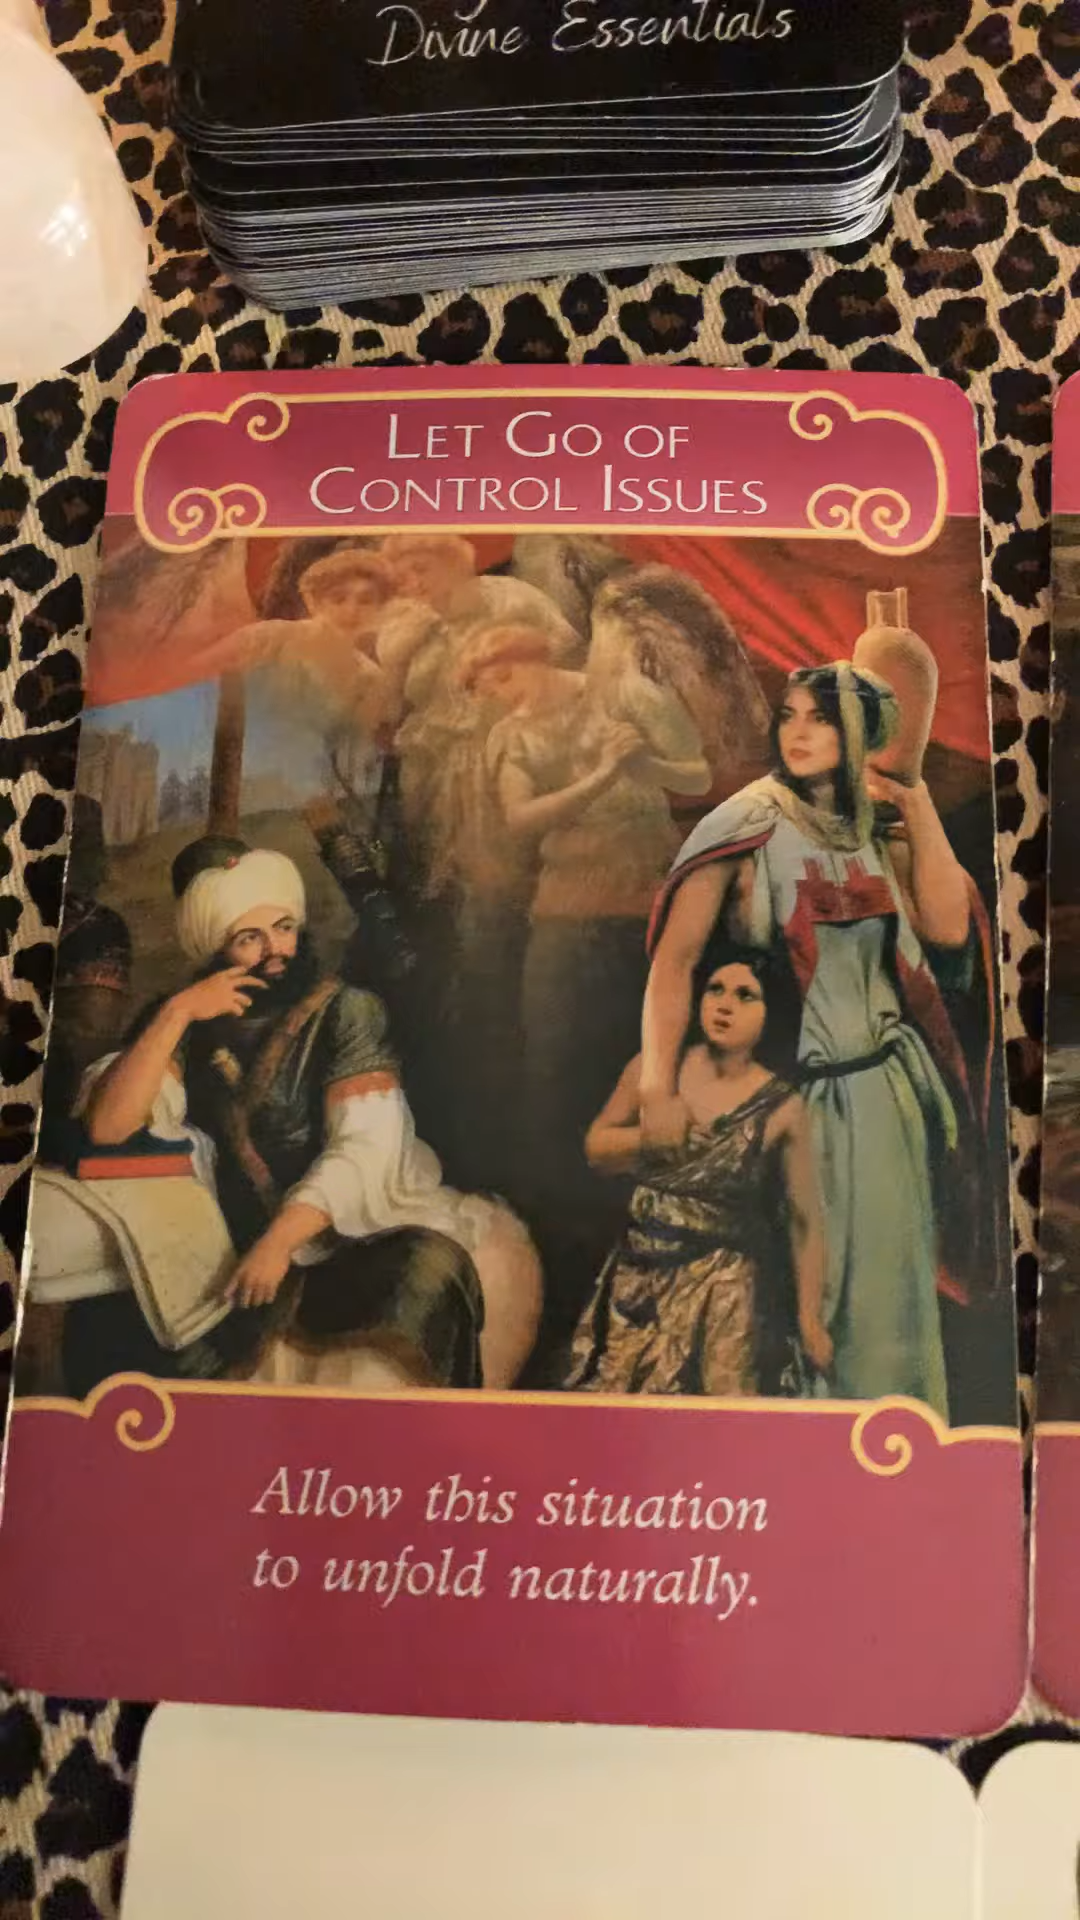 Divine Essentials
LET GO OF
CONTROL ISSUES
Allow this situation
to unfold naturally.